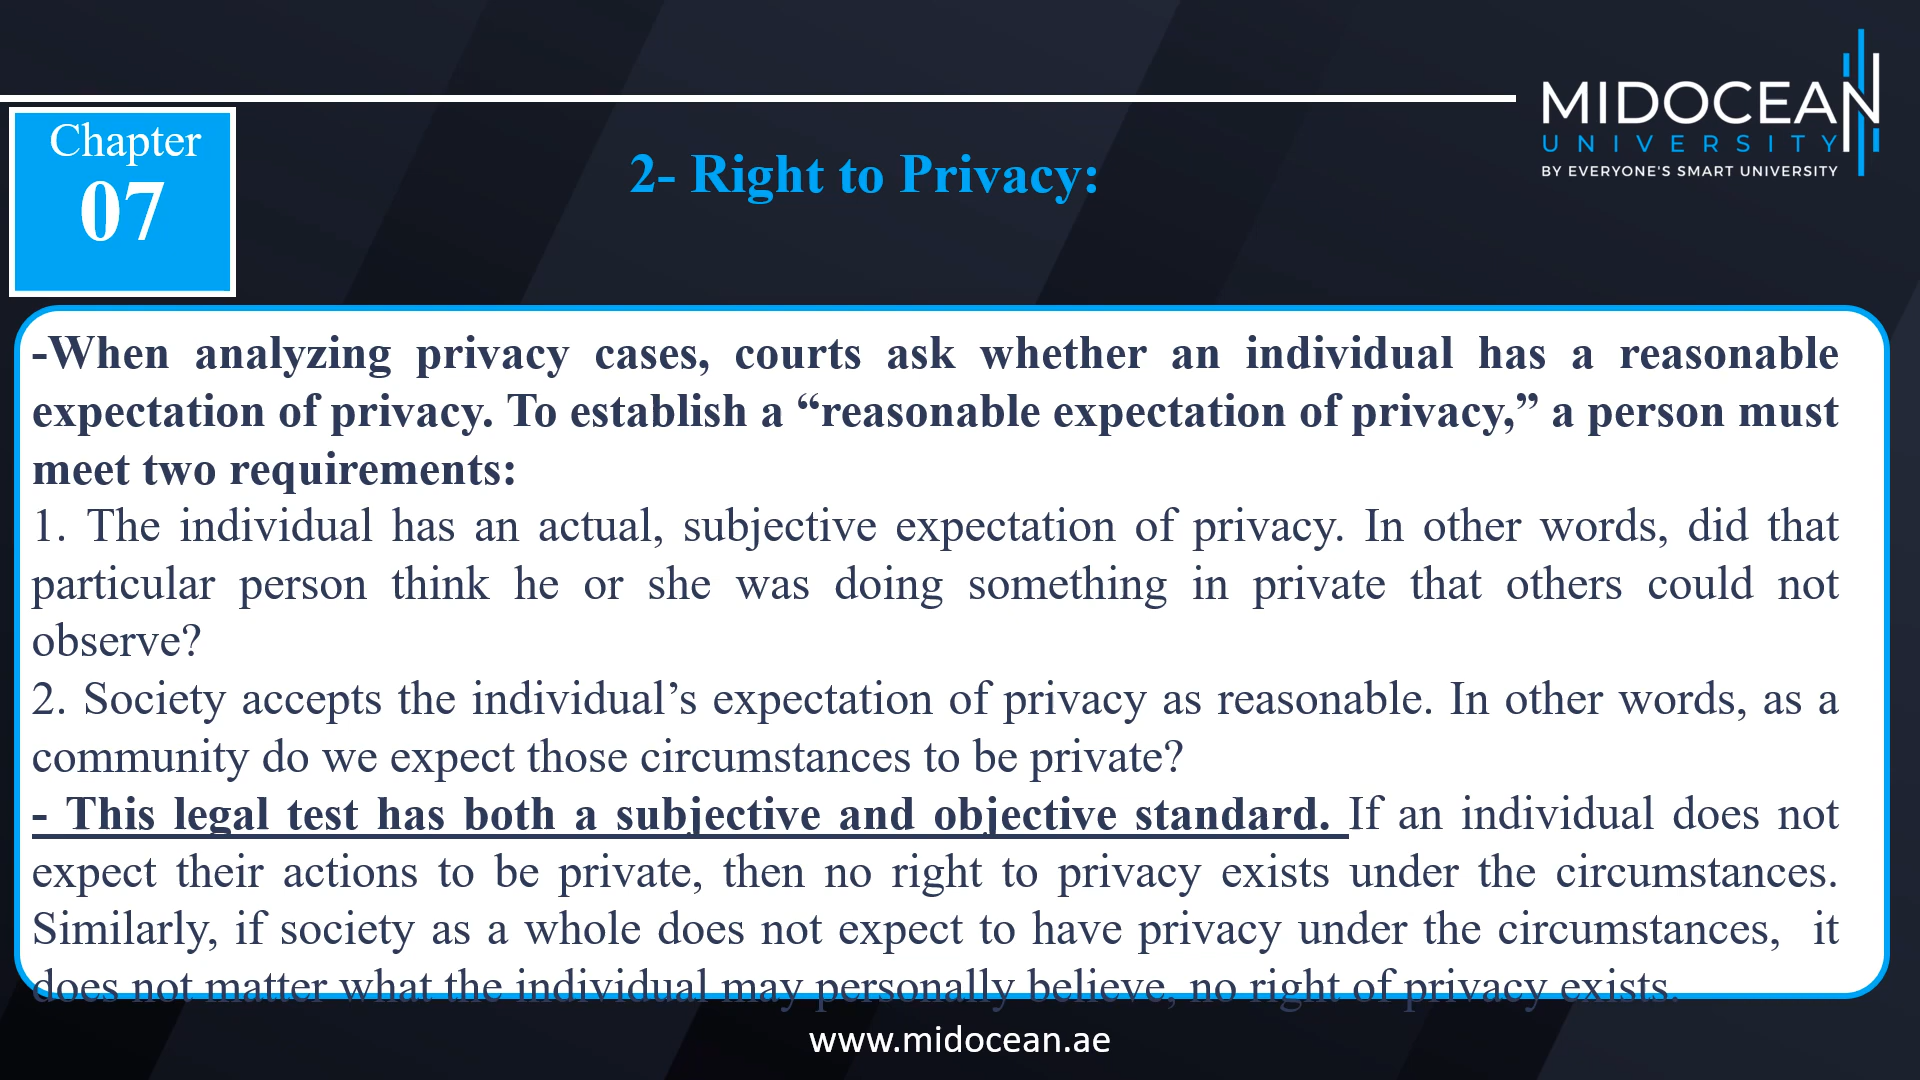 MIDOCEAN
UNIVERSITY
BY EVERYONE'S SMART UNIVERSITY
Chapter
07
2- Right to Privacy:
-When analyzing privacy cases, courts ask whether an individual has a reasonable
expectation of privacy. To establish a “reasonable expectation of privacy,” a person must
meet two requirements:
1. The individual has an actual, subjective expectation of privacy. In other words, did that
particular person think he or she was doing something in private that others could not
observe?
2. Society accepts the individual’s expectation of privacy as reasonable. In other words, as a
community do we expect those circumstances to be private?
- This legal test has both a subjective and objective standard. If an individual does not
expect their actions to be private, then no right to privacy exists under the circumstances.
Similarly, if society as a whole does not expect to have privacy under the circumstances, it
does not matter what the individual may personally believe, no right of privacy exists.
www.midocean.ae